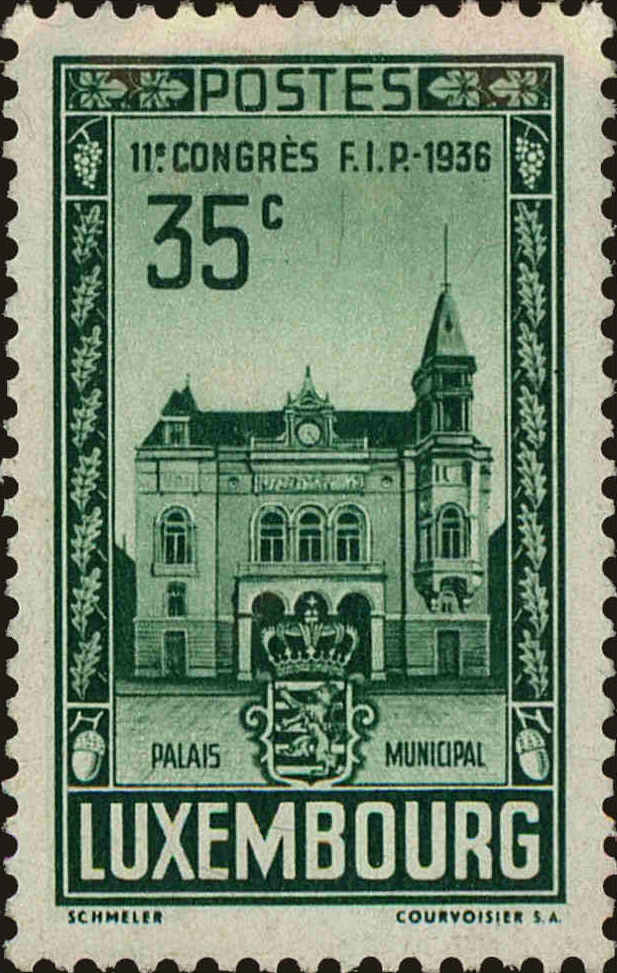 POSTES
11e CONGRÈS F.I.P.-1936
35c
PALAIS MUNICIPAL
LUXEMBOURG
SCHMELER COURVOISIER S.A.